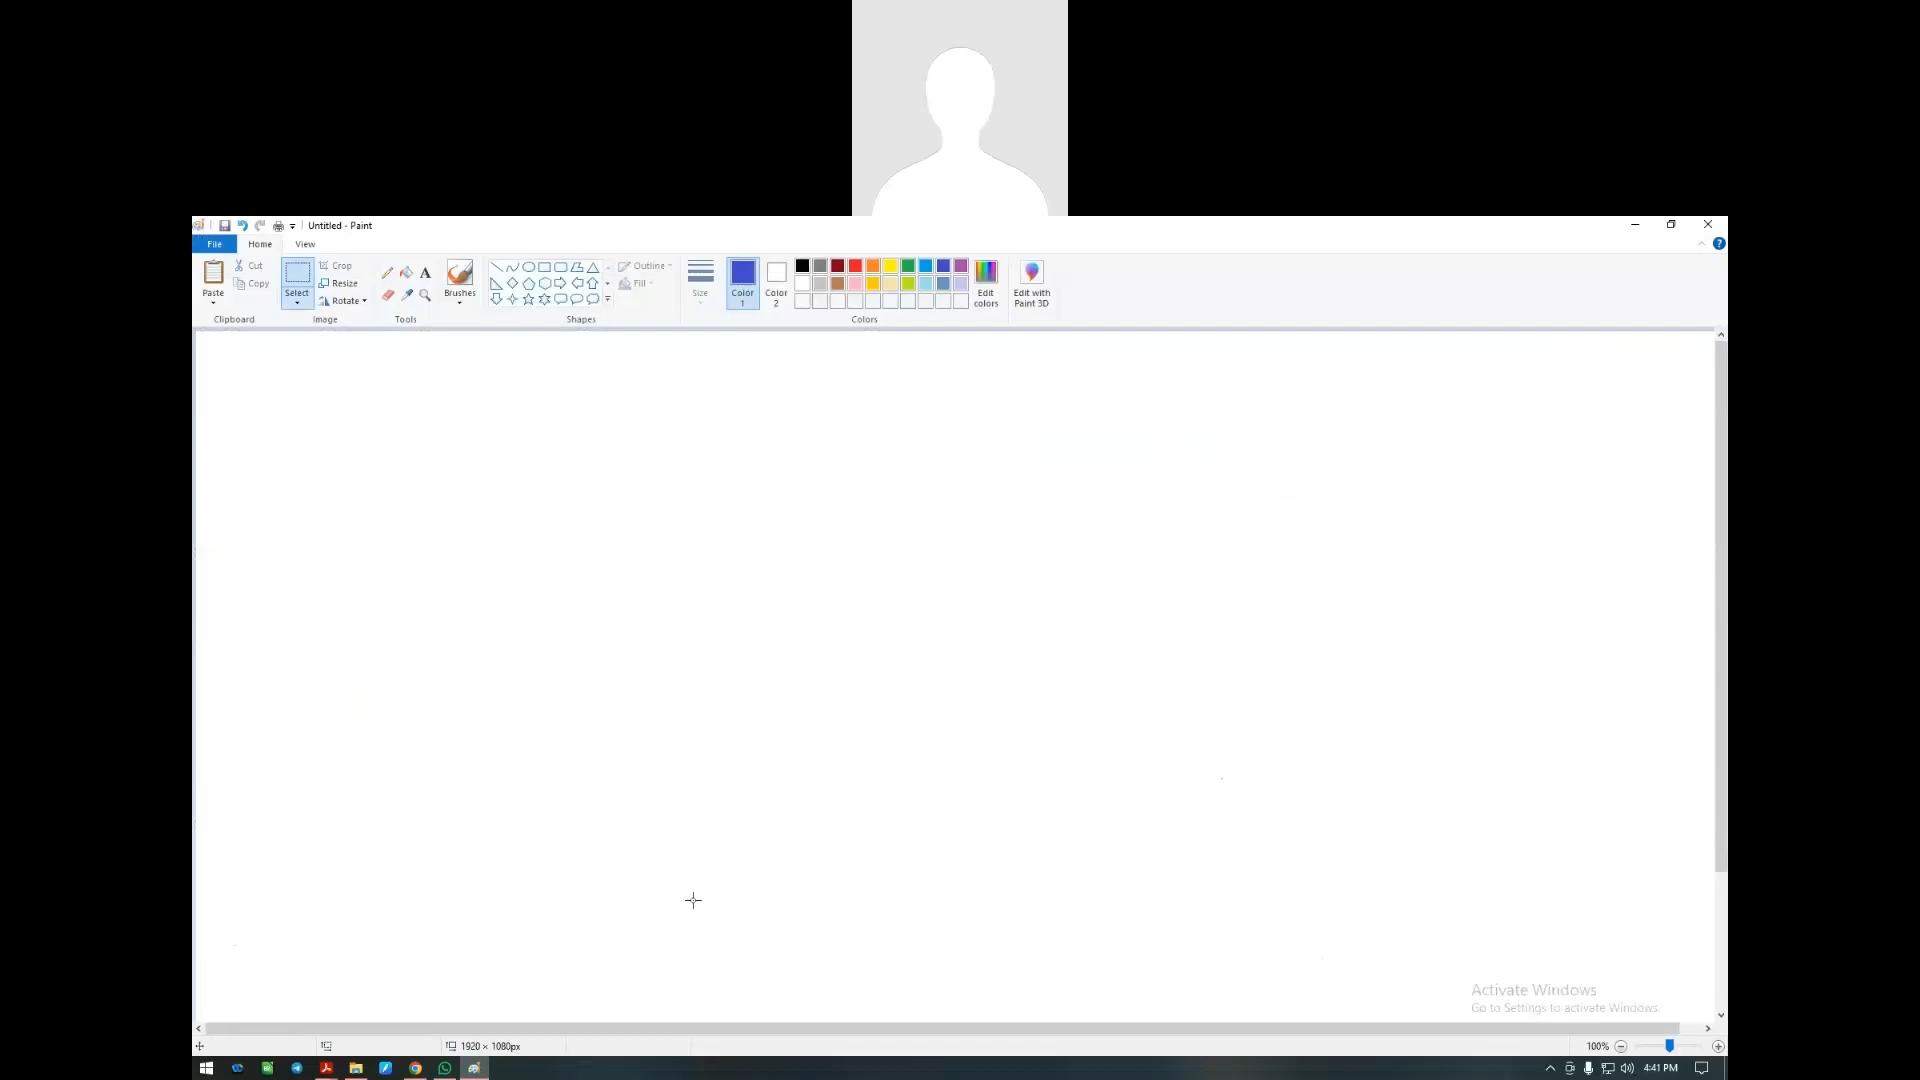 Untitled - Paint
File Home View
Paste Cut Copy
Clipboard
Select Crop Resize Rotate
Image
Tools
A
Brushes
Outline Fill
Shapes
Size
Color 1 Color 2
Edit colors
Colors
Edit with Paint 3D
Activate Windows
Go to Settings to activate Windows.
1920 × 1080px
100%
4:41 PM